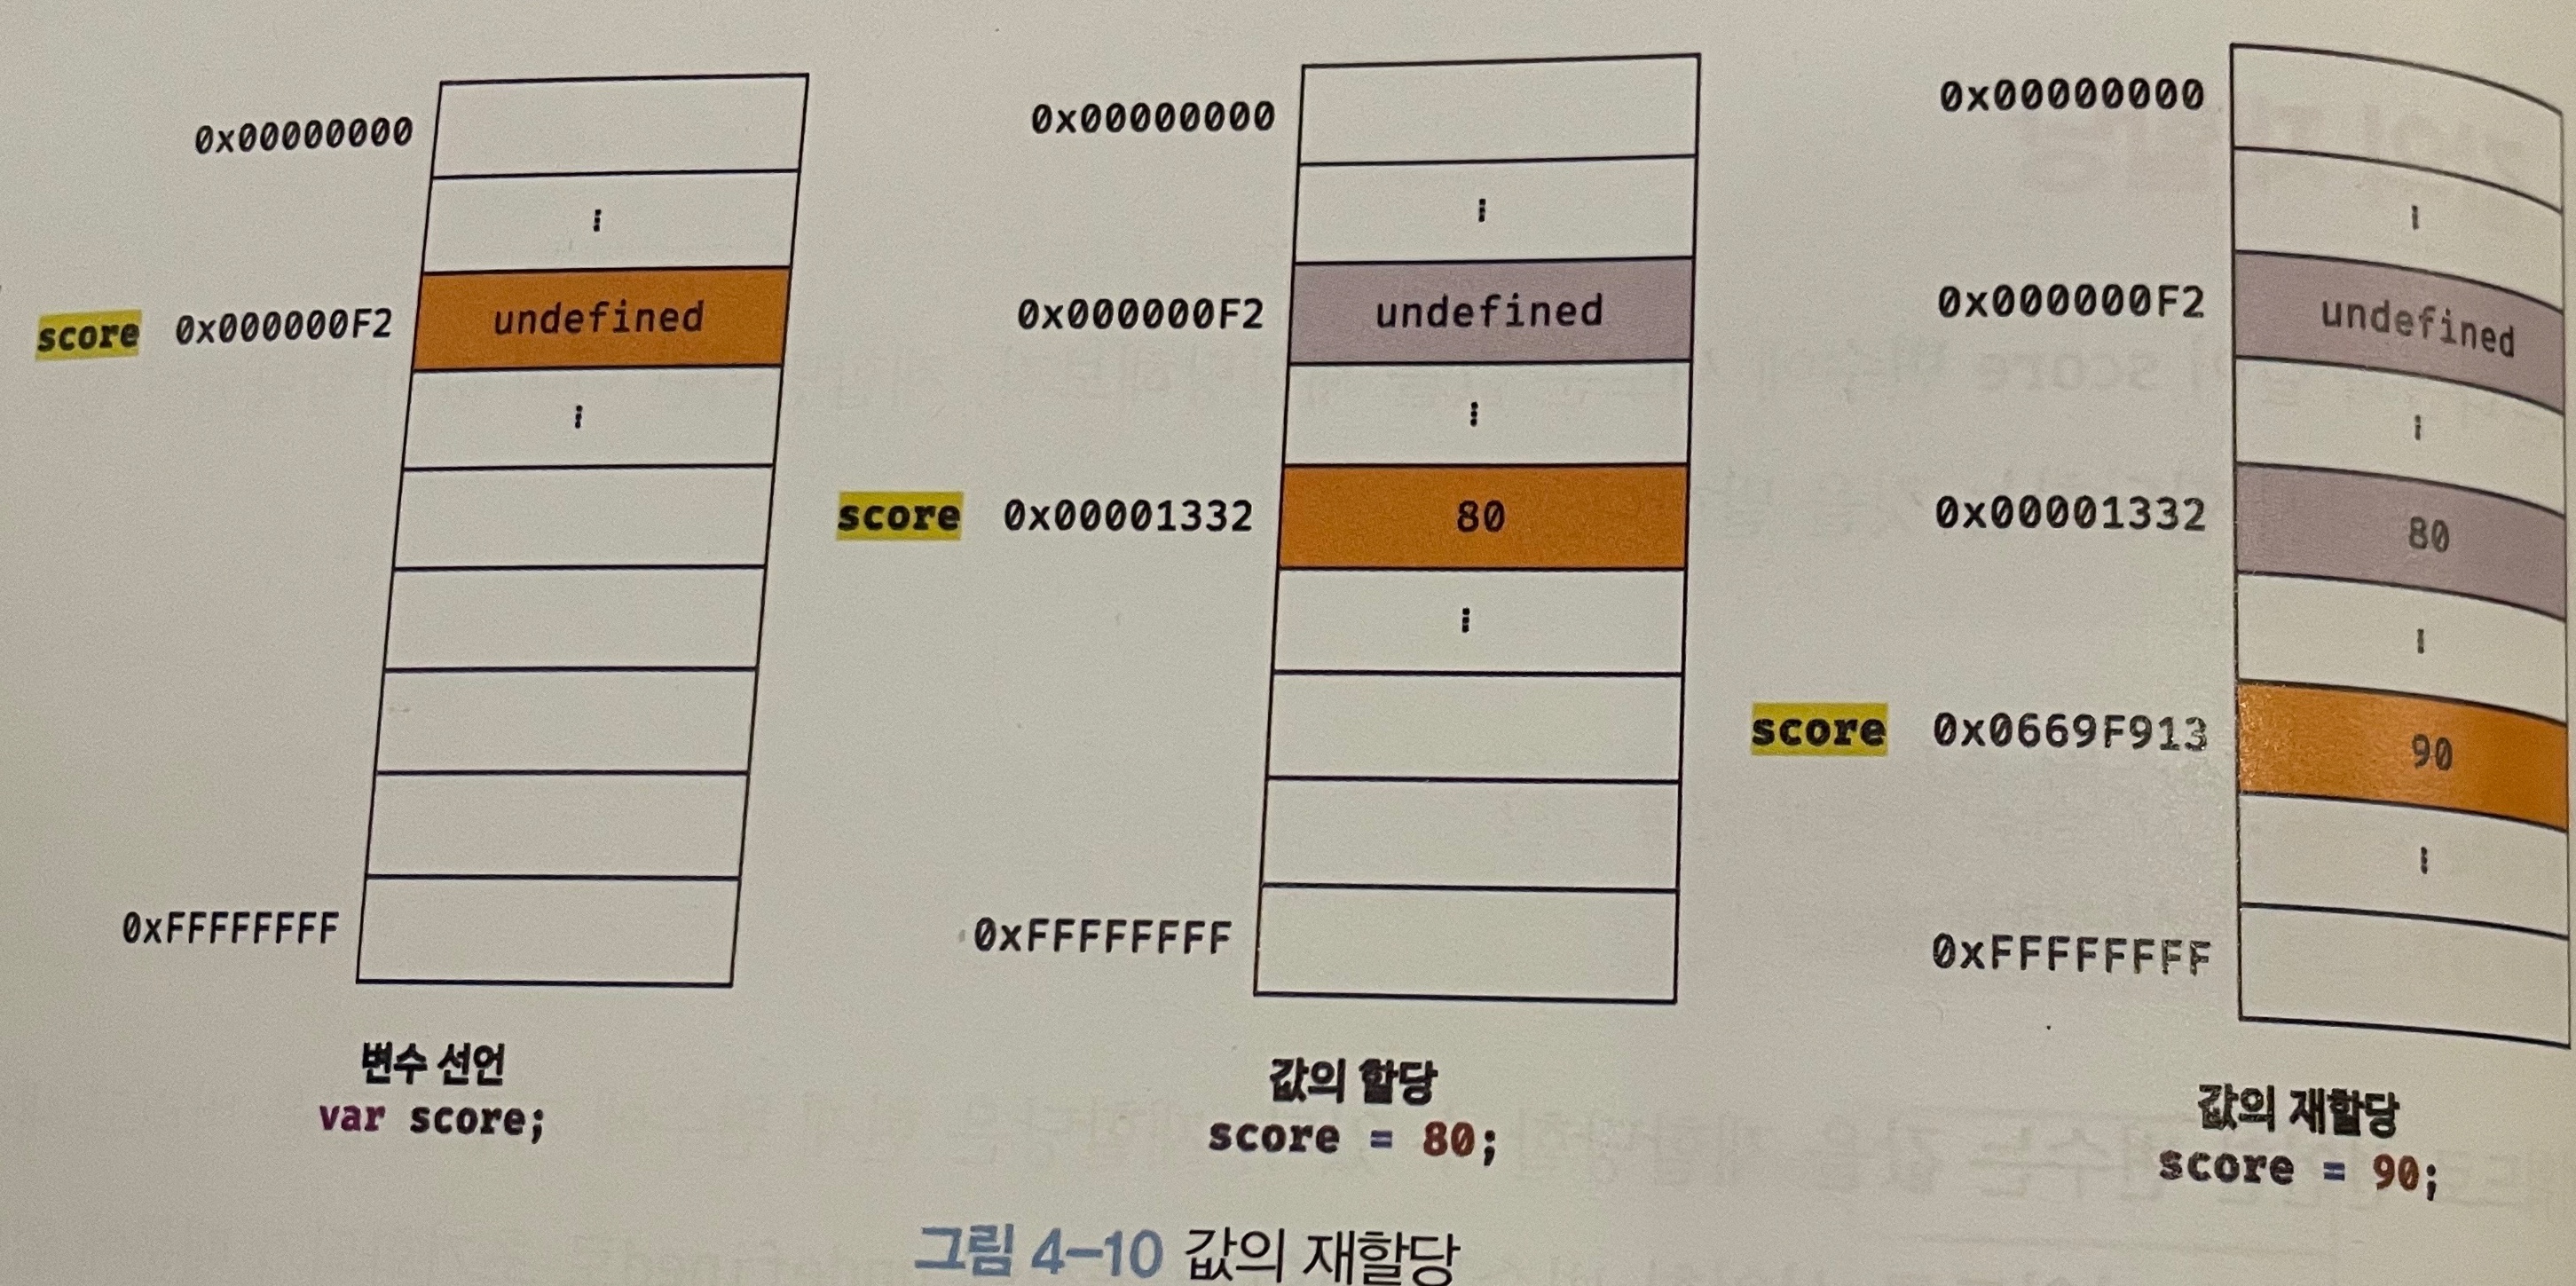 0x00000000
⋮
score 0x000000F2 undefined
⋮
0xFFFFFFFF
변수 선언
var score;
0x00000000
⋮
0x000000F2 undefined
⋮
score 0x00001332 80
⋮
0xFFFFFFFF
값의 할당
score = 80;
0x00000000
⋮
0x000000F2 undefined
⋮
0x00001332 80
⋮
score 0x0669F913 90
⋮
0xFFFFFFFF
값의 재할당
score = 90;
그림 4-10 값의 재할당